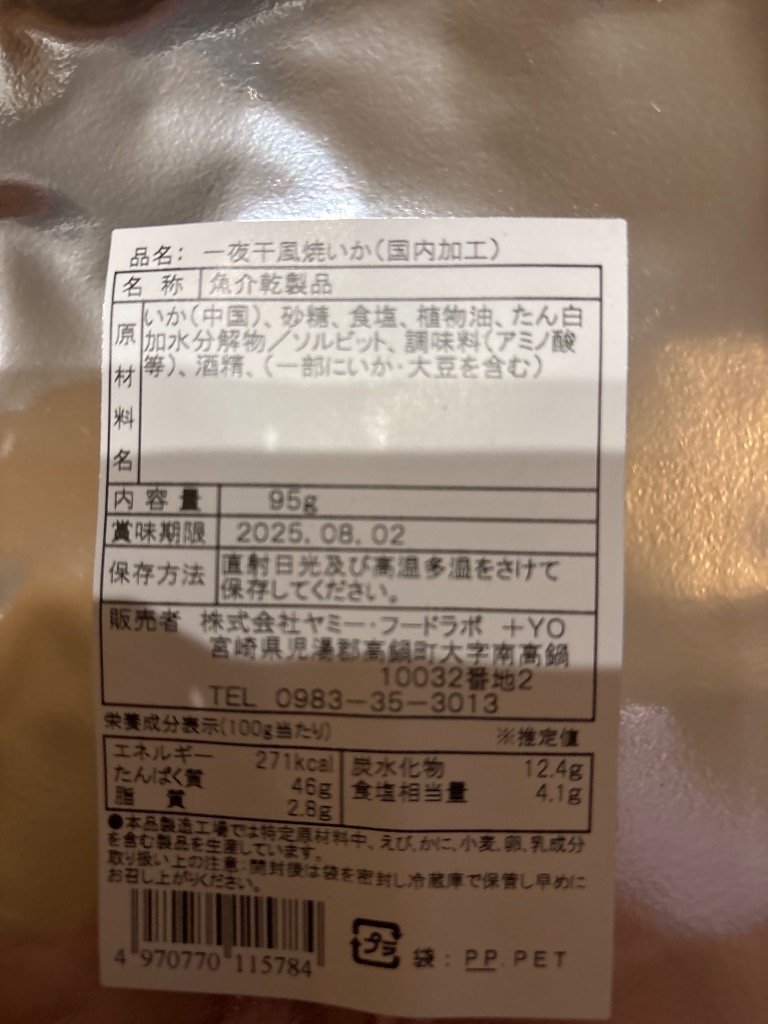 品名: 一夜干風焼いか(国内加工)
名 称 魚介乾製品
原材料名 いか(中国)、砂糖、食塩、植物油、たん白
加水分解物/ソルビット、調味料(アミノ酸
等)、酒精、(一部にいか・大豆を含む)
内容量 95g
賞味期限 2025.08.02
保存方法 直射日光及び高温多湿をさけて
保存してください。
販売者 株式会社ヤミー・フードラボ +YO
宮崎県児湯郡高鍋町大字南高鍋
10032番地2
TEL 0983-35-3013
栄養成分表示(100g当たり) ※推定値
エネルギー 271kcal 炭水化物 12.4g
たんぱく質 46g 食塩相当量 4.1g
脂 質 2.8g
●本品製造工場では特定原材料中、えび,かに,小麦,卵,乳成分
を含む製品を生産しています。
取り扱い上の注意:開封後は袋を密封し冷蔵庫で保管し早めに
お召し上がりください。
4 970770 115784
プラ 袋: PP.PET